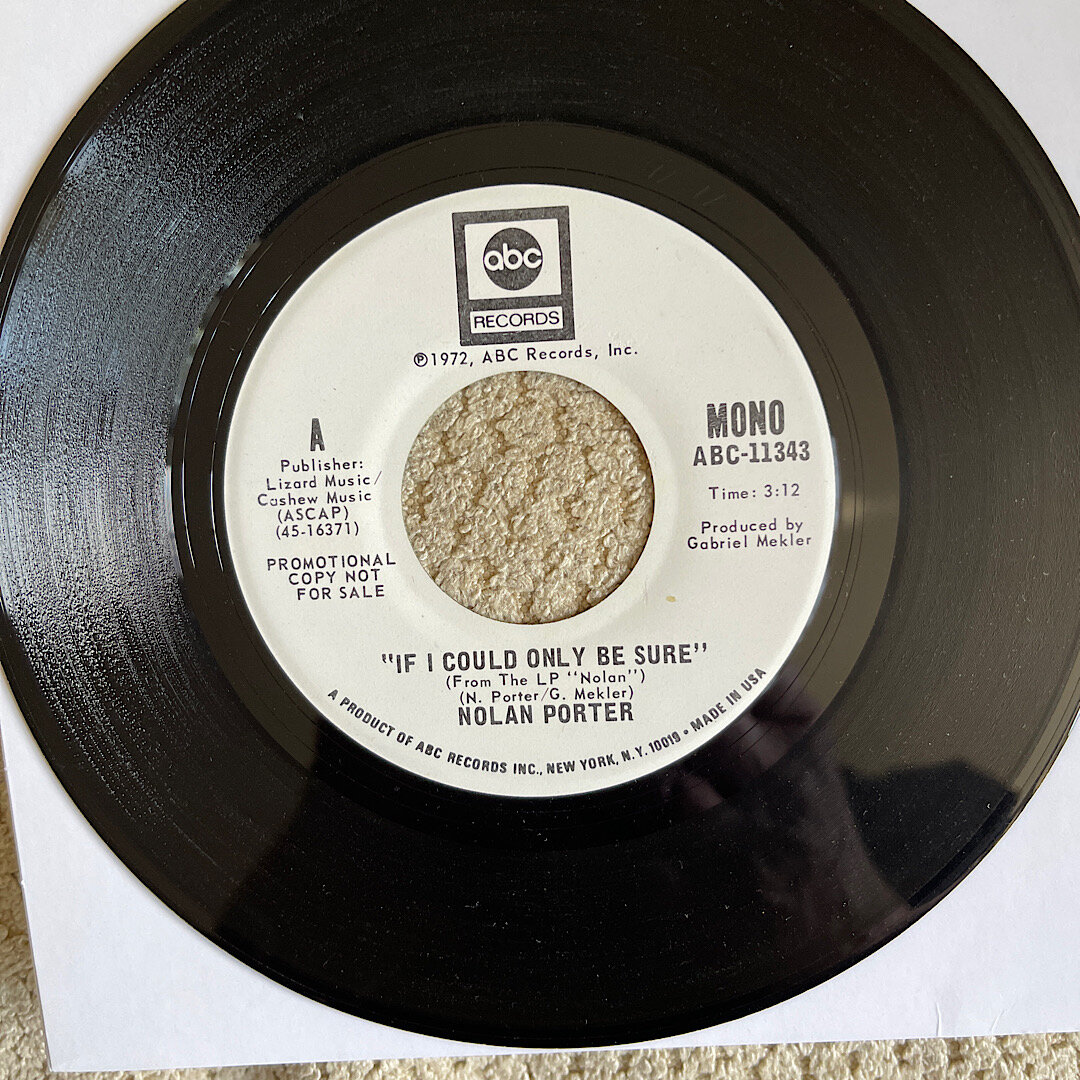 abc
RECORDS
℗1972, ABC Records, Inc.
A
Publisher:
Lizard Music/
Cashew Music
(ASCAP)
(45-16371)
PROMOTIONAL
COPY NOT
FOR SALE
MONO
ABC-11343
Time: 3:12
Produced by
Gabriel Mekler
"IF I COULD ONLY BE SURE"
(From The LP "Nolan")
(N. Porter/G. Mekler)
NOLAN PORTER
A PRODUCT OF ABC RECORDS INC., NEW YORK, N.Y. 10019 • MADE IN USA